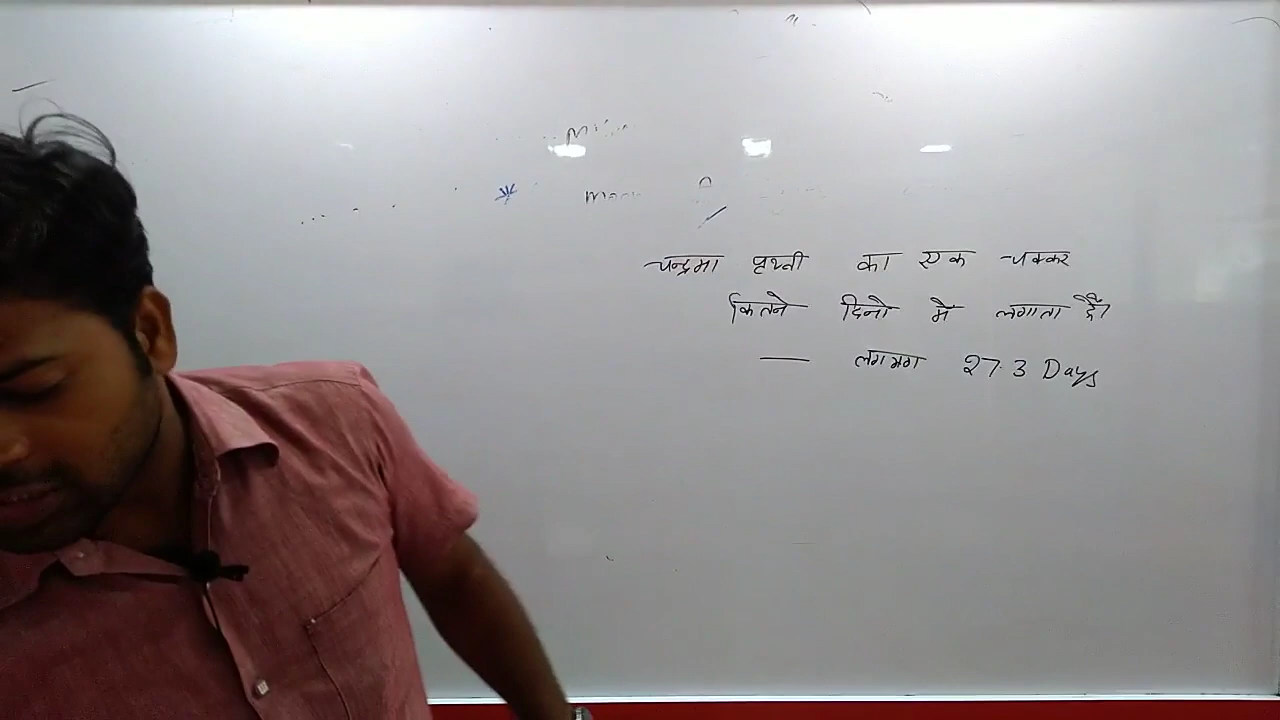 चन्द्रमा पृथ्वी का एक चक्कर
कितने दिनो में लगाता हैं।
— लगभग 27.3 Days